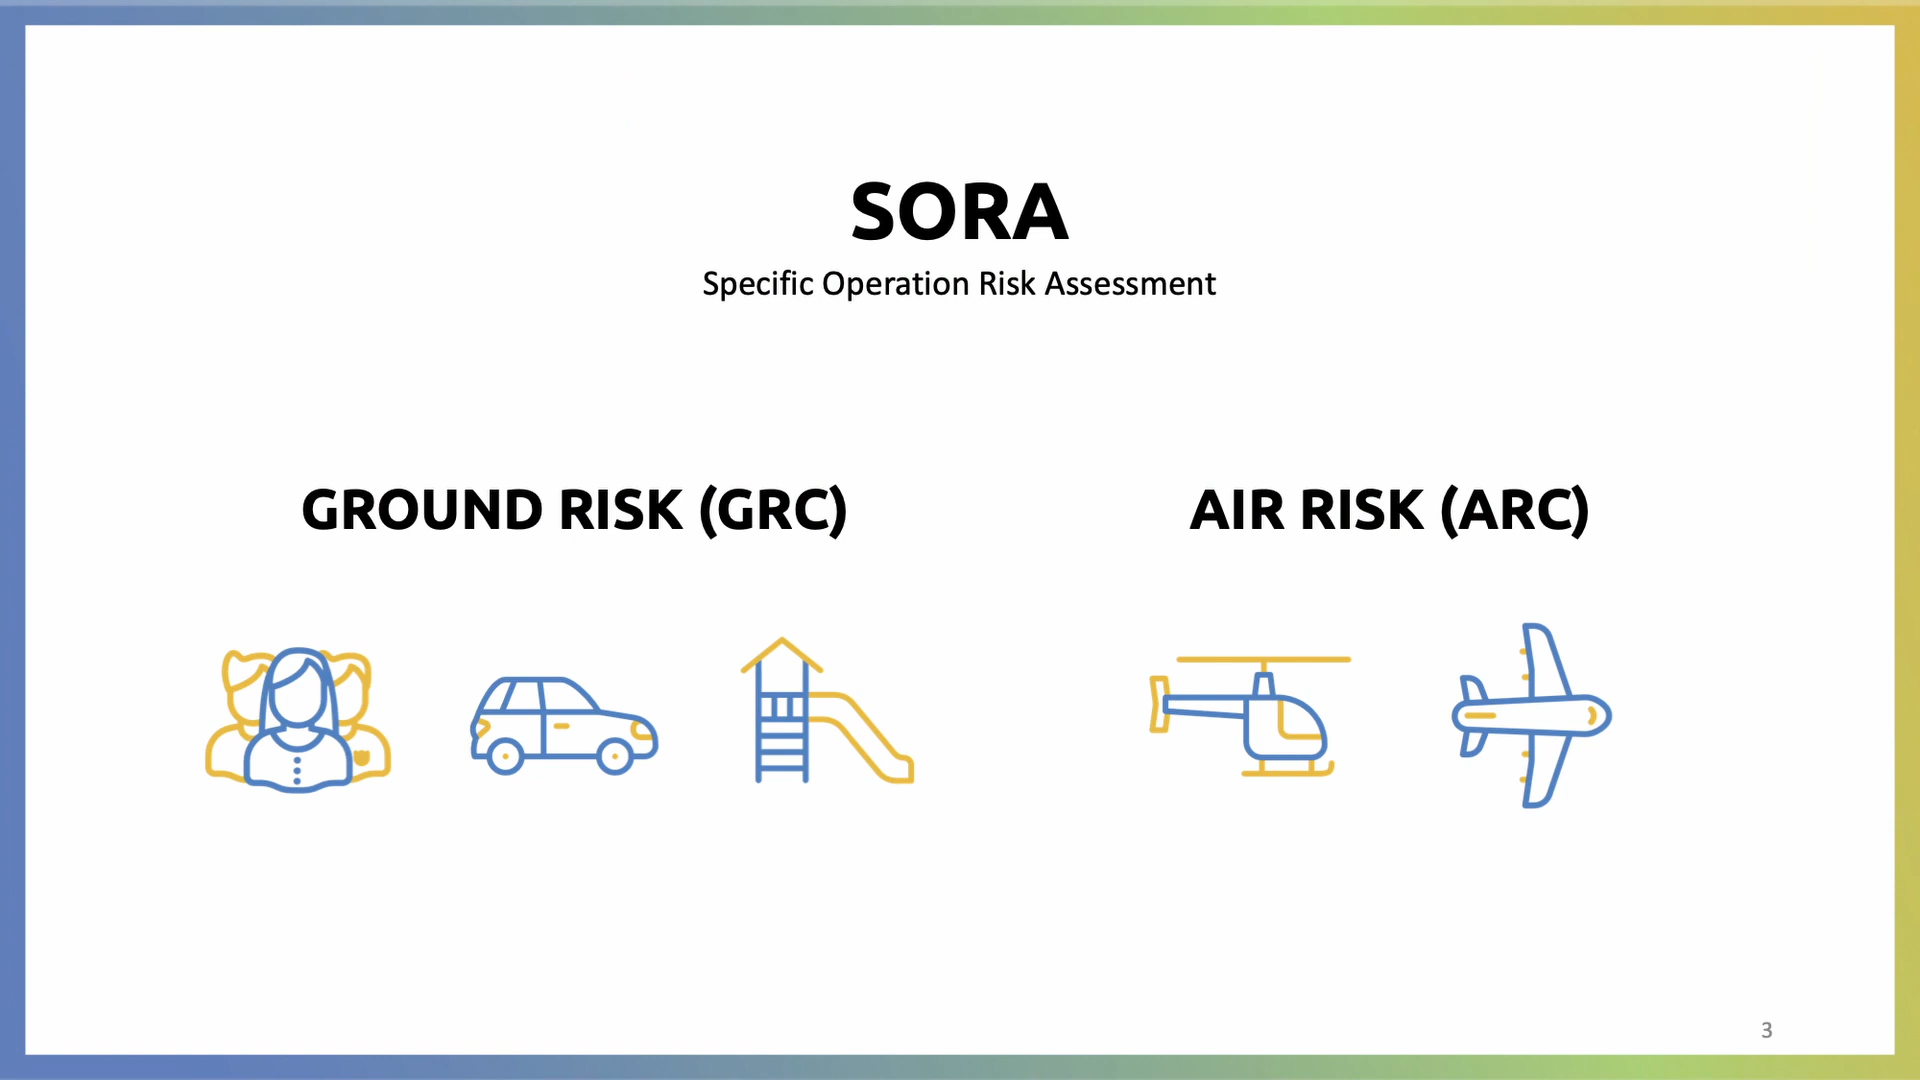 SORA
Specific Operation Risk Assessment
GROUND RISK (GRC)
AIR RISK (ARC)
3